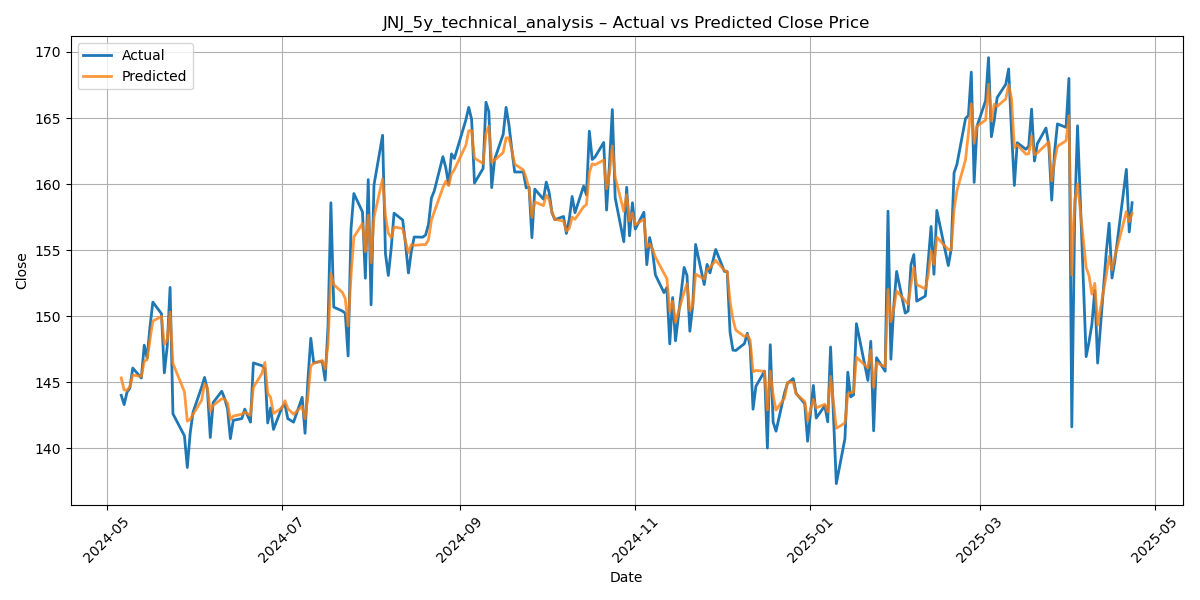 JNJ_5y_technical_analysis – Actual vs Predicted Close Price
Actual
Predicted
170
165
160
155
150
145
140
Close
2024-05
2024-07
2024-09
2024-11
2025-01
2025-03
2025-05
Date